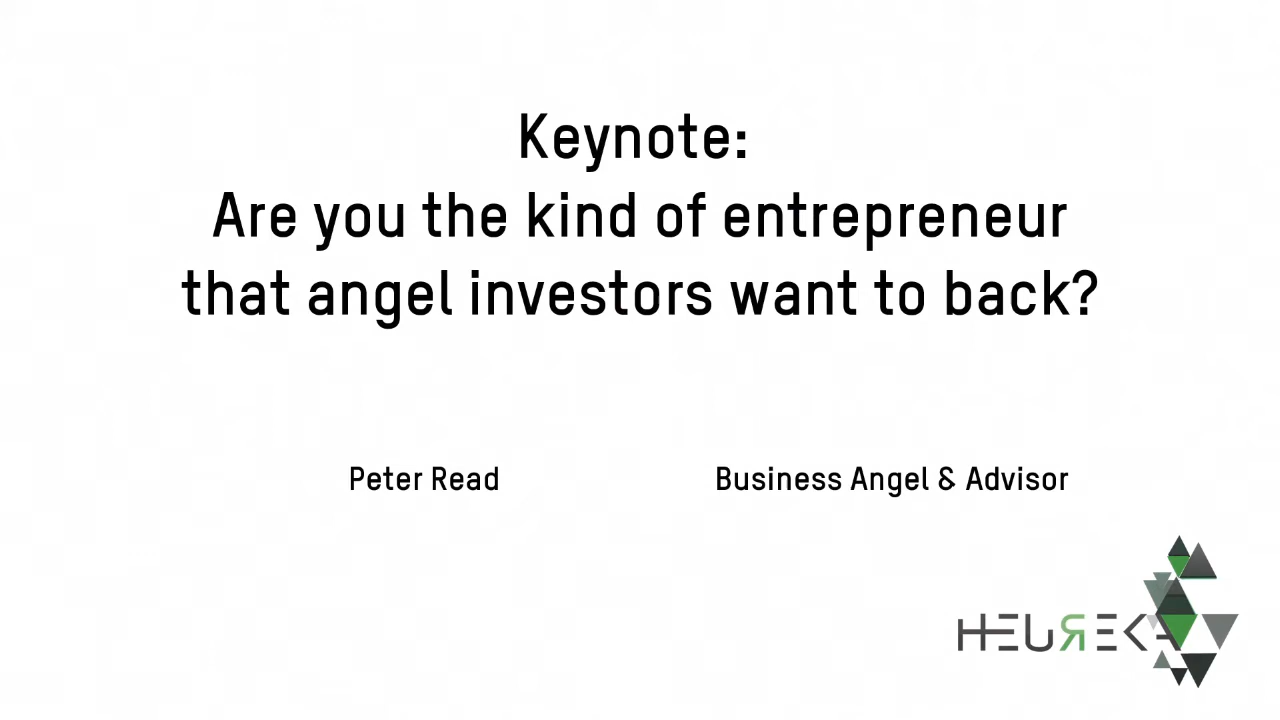 Keynote:
Are you the kind of entrepreneur
that angel investors want to back?
Peter Read
Business Angel & Advisor
HEUREKA